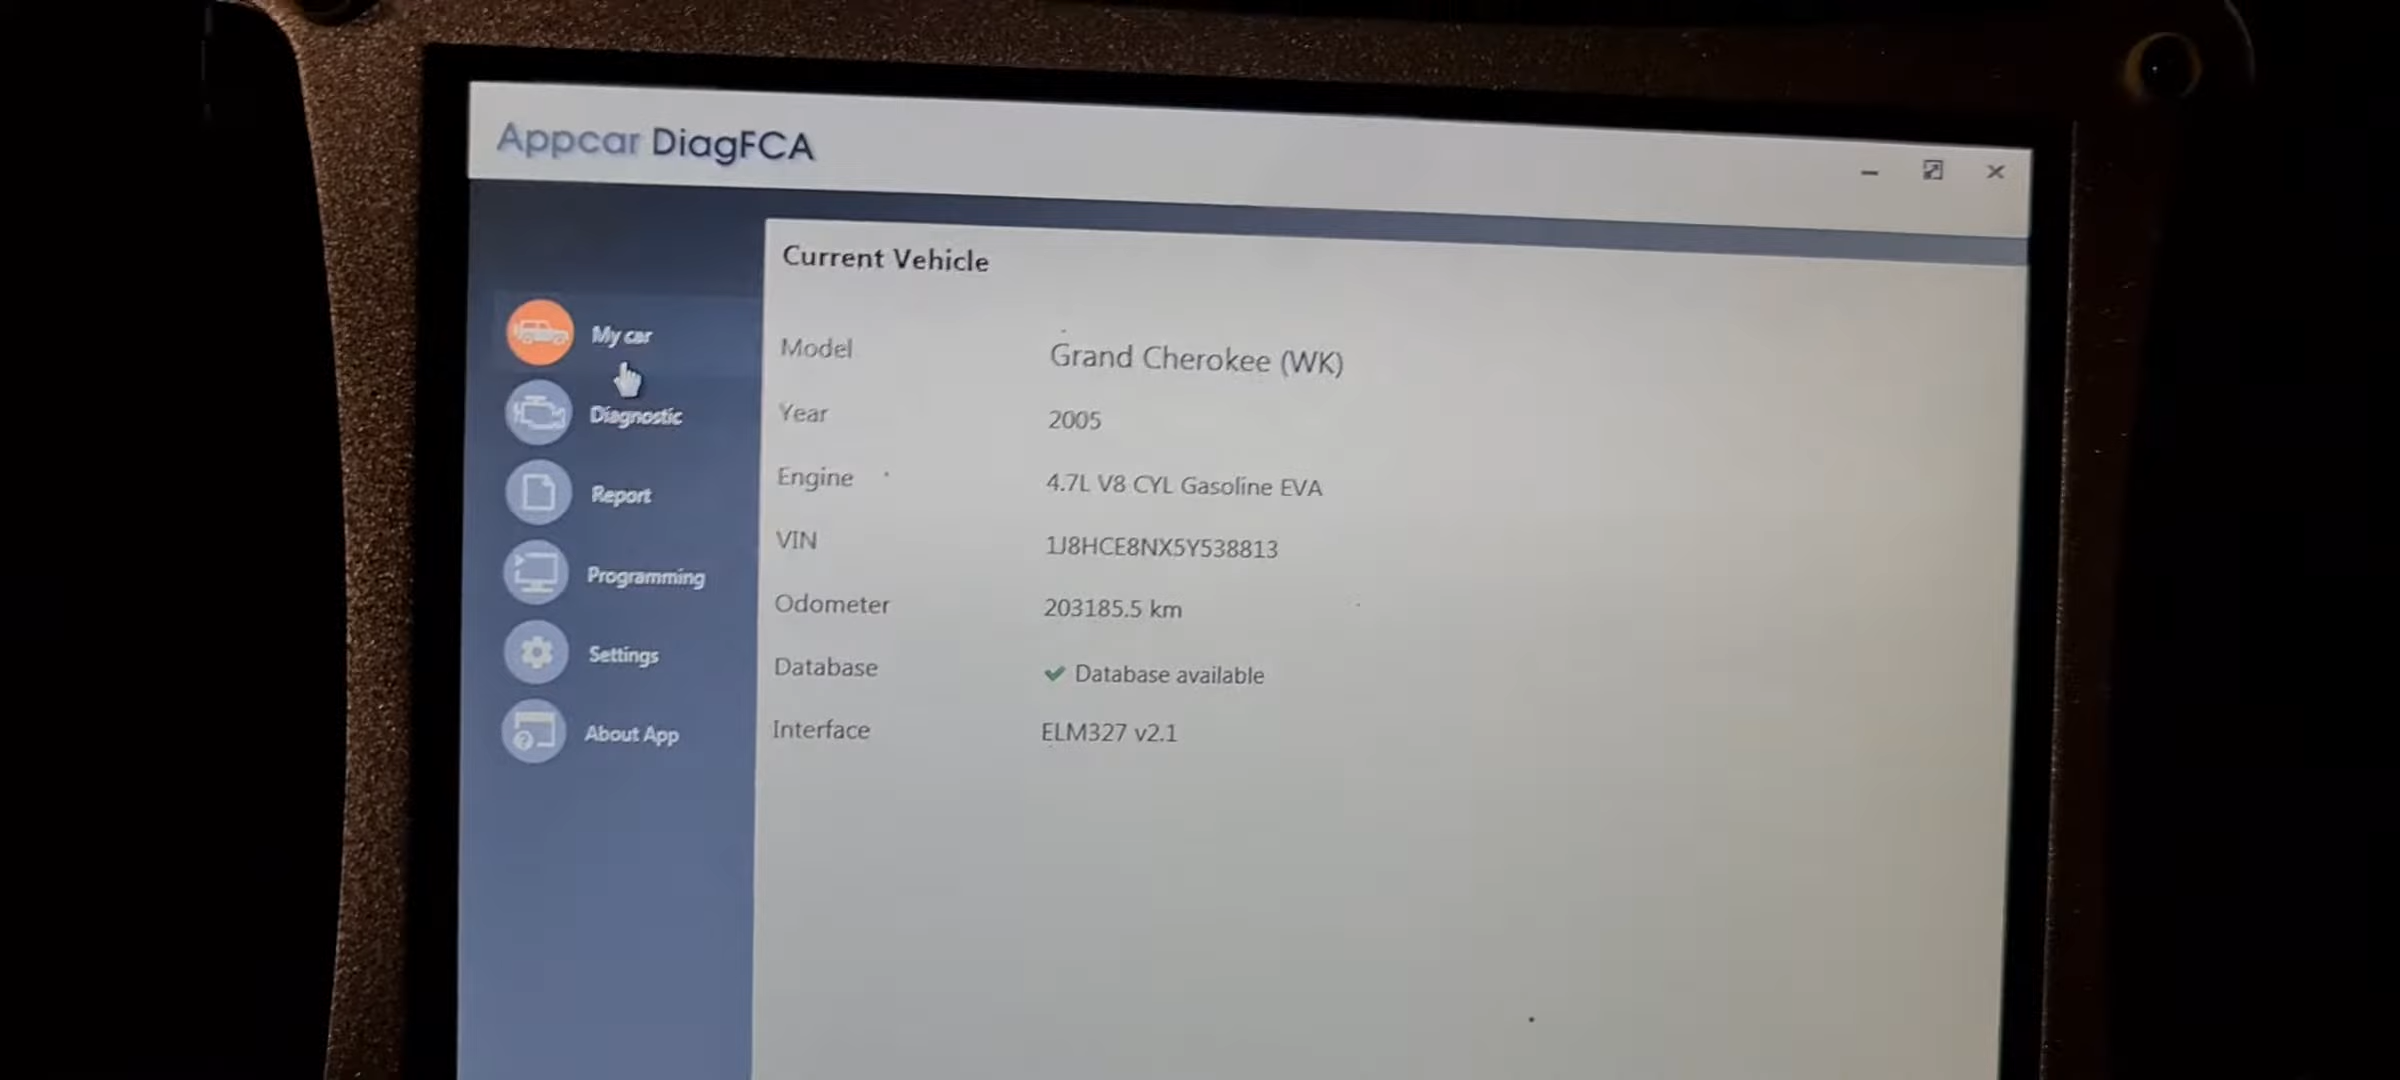 Appcar DiagFCA
Current Vehicle
My car
Diagnostic
Report
Programming
Settings
About App
Model Grand Cherokee (WK)
Year 2005
Engine 4.7L V8 CYL Gasoline EVA
VIN 1J8HCE8NX5Y538813
Odometer 203185.5 km
Database Database available
Interface ELM327 v2.1